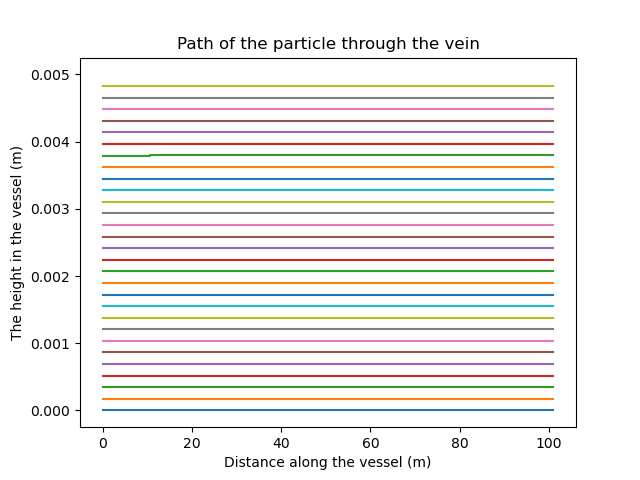 Path of the particle through the vein
0.005
0.004
0.003
0.002
0.001
0.000
The height in the vessel (m)
0 20 40 60 80 100
Distance along the vessel (m)